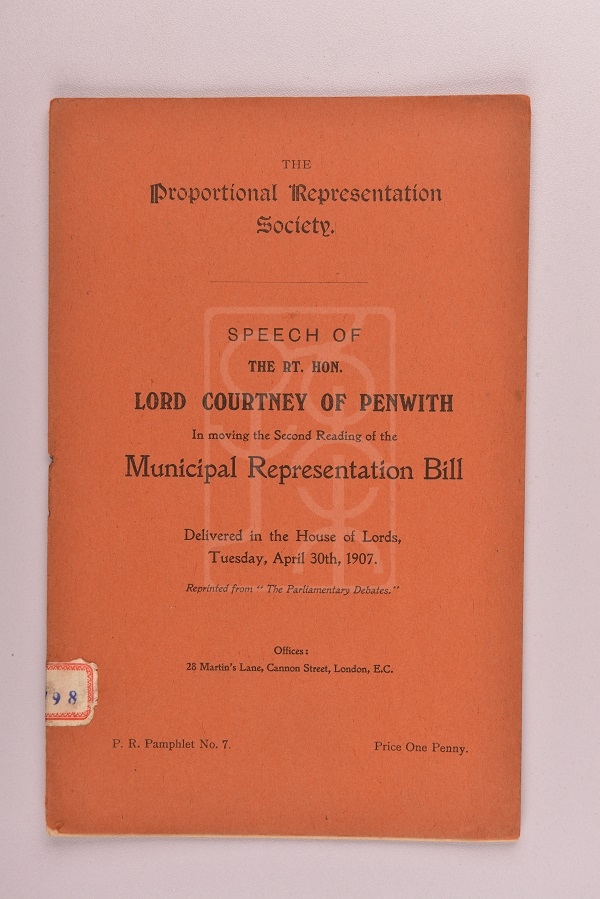 THE
Proportional Representation
Society.
SPEECH OF
THE RT. HON.
LORD COURTNEY OF PENWITH
In moving the Second Reading of the
Municipal Representation Bill
Delivered in the House of Lords,
Tuesday, April 30th, 1907.
Reprinted from "The Parliamentary Debates."
Offices:
28 Martin's Lane, Cannon Street, London, E.C.
98
P. R. Pamphlet No. 7.
Price One Penny.